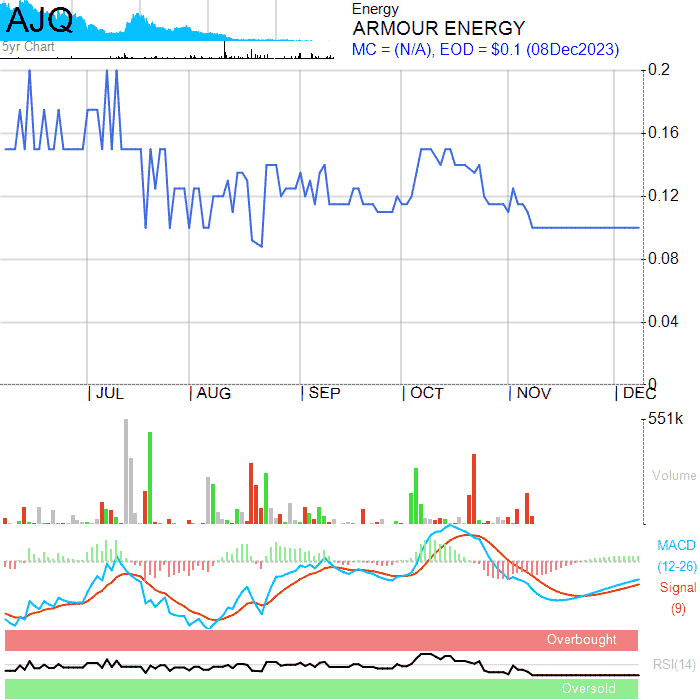 AJQ
5yr Chart
Energy
ARMOUR ENERGY
MC = (N/A), EOD = $0.1 (08Dec2023)
0.2
0.16
0.12
0.08
0.04
0
JUL AUG SEP OCT NOV DEC
551k
Volume
MACD
(12-26)
Signal
(9)
Overbought
RSI(14)
Oversold